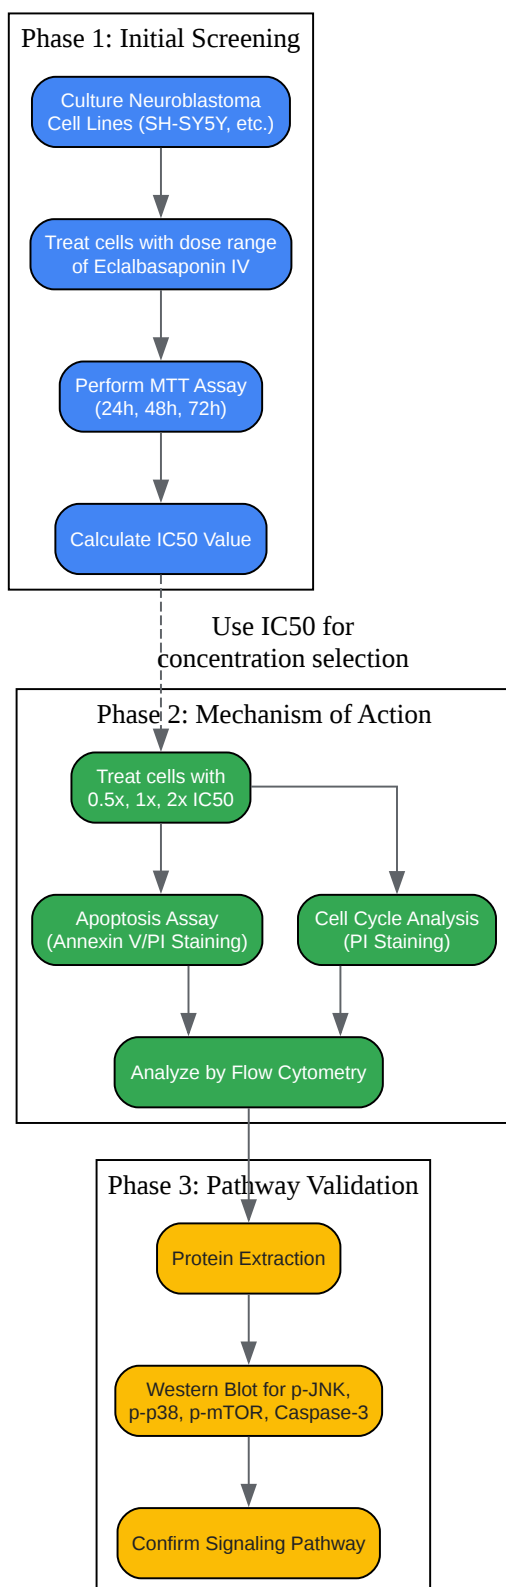 Phase 1: Initial Screening
Culture Neuroblastoma
Cell Lines (SH-SY5Y, etc.)
Treat cells with dose range
of Eclalbasaponin IV
Perform MTT Assay
(24h, 48h, 72h)
Calculate IC50 Value
Use IC50 for
concentration selection
Phase 2: Mechanism of Action
Treat cells with
0.5x, 1x, 2x IC50
Apoptosis Assay
(Annexin V/PI Staining)
Cell Cycle Analysis
(PI Staining)
Analyze by Flow Cytometry
Phase 3: Pathway Validation
Protein Extraction
Western Blot for p-JNK,
p-p38, p-mTOR, Caspase-3
Confirm Signaling Pathway